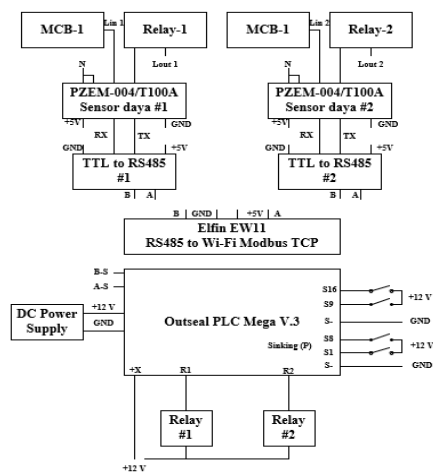 MCB-1 Lin 1 Relay-1 MCB-1 Lin 2 Relay-2
N Lout 1 N Lout 2
PZEM-004/T100A
Sensor daya #1
PZEM-004/T100A
Sensor daya #2
+5V RX TX GND +5V RX TX GND
GND +5V GND +5V
TTL to RS485
#1
TTL to RS485
#2
B A B A
B GND +5V A
Elfin EW11
RS485 to Wi-Fi Modbus TCP
B-S
A-S
DC Power
Supply
+12 V
GND
Outseal PLC Mega V.3
Sinking (P)
S16
S9
+12 V
S- GND
S8
S1
+12 V
S- GND
+X R1 R2
Relay
#1
Relay
#2
+12 V